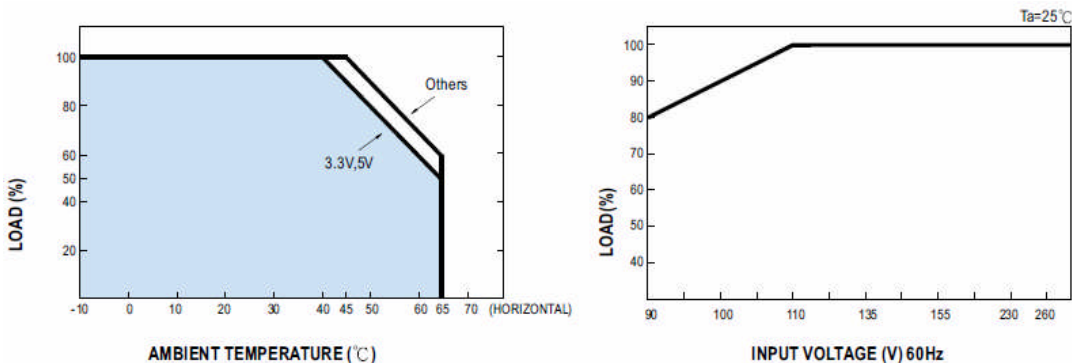 Ta=25℃
100
80
60
50
40
20
LOAD (%)
Others
3.3V,5V
-10 0 10 20 30 40 45 50 60 65 70 (HORIZONTAL)
AMBIENT TEMPERATURE (℃)
100
90
80
70
60
50
40
LOAD(%)
90 100 110 135 155 230 260
INPUT VOLTAGE (V) 60Hz